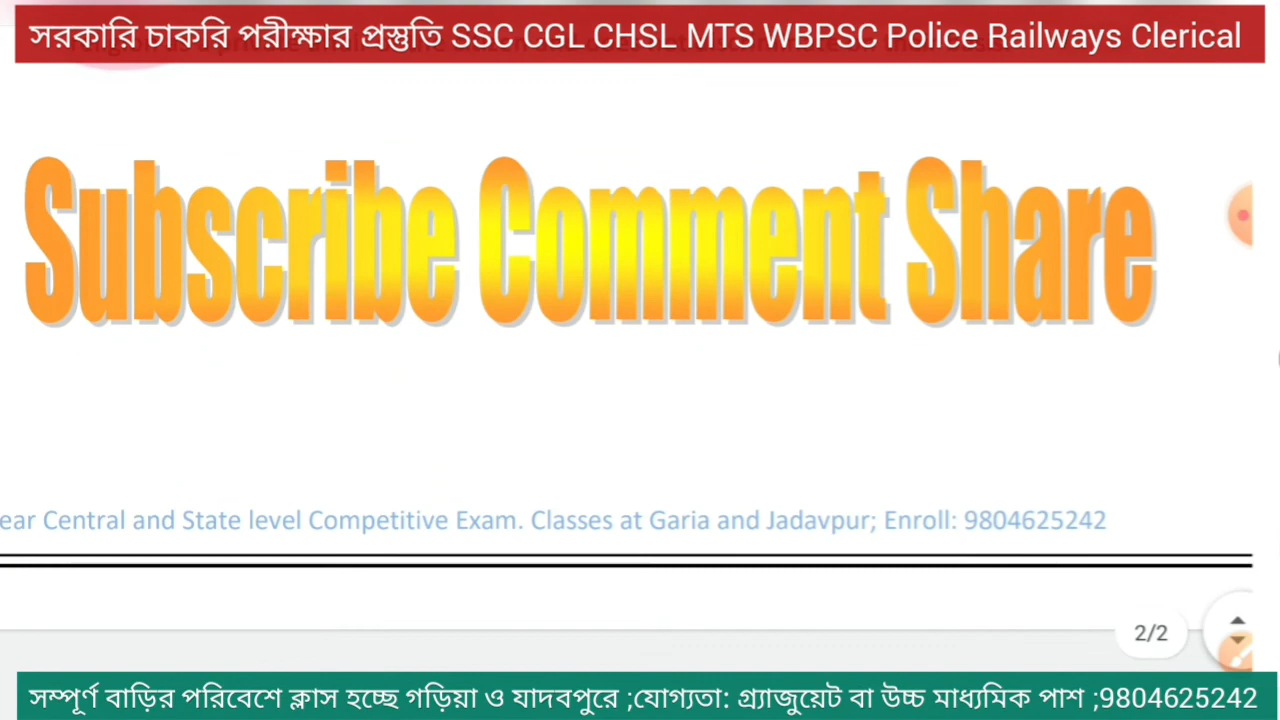 সরকারি চাকরি পরীক্ষার প্রস্তুতি SSC CGL CHSL MTS WBPSC Police Railways Clerical
Subscribe Comment Share
ear Central and State level Competitive Exam. Classes at Garia and Jadavpur; Enroll: 9804625242
2/2
সম্পূর্ণ বাড়ির পরিবেশে ক্লাস হচ্ছে গড়িয়া ও যাদবপুরে ;যোগ্যতা: গ্র্যাজুয়েট বা উচ্চ মাধ্যমিক পাশ ;9804625242